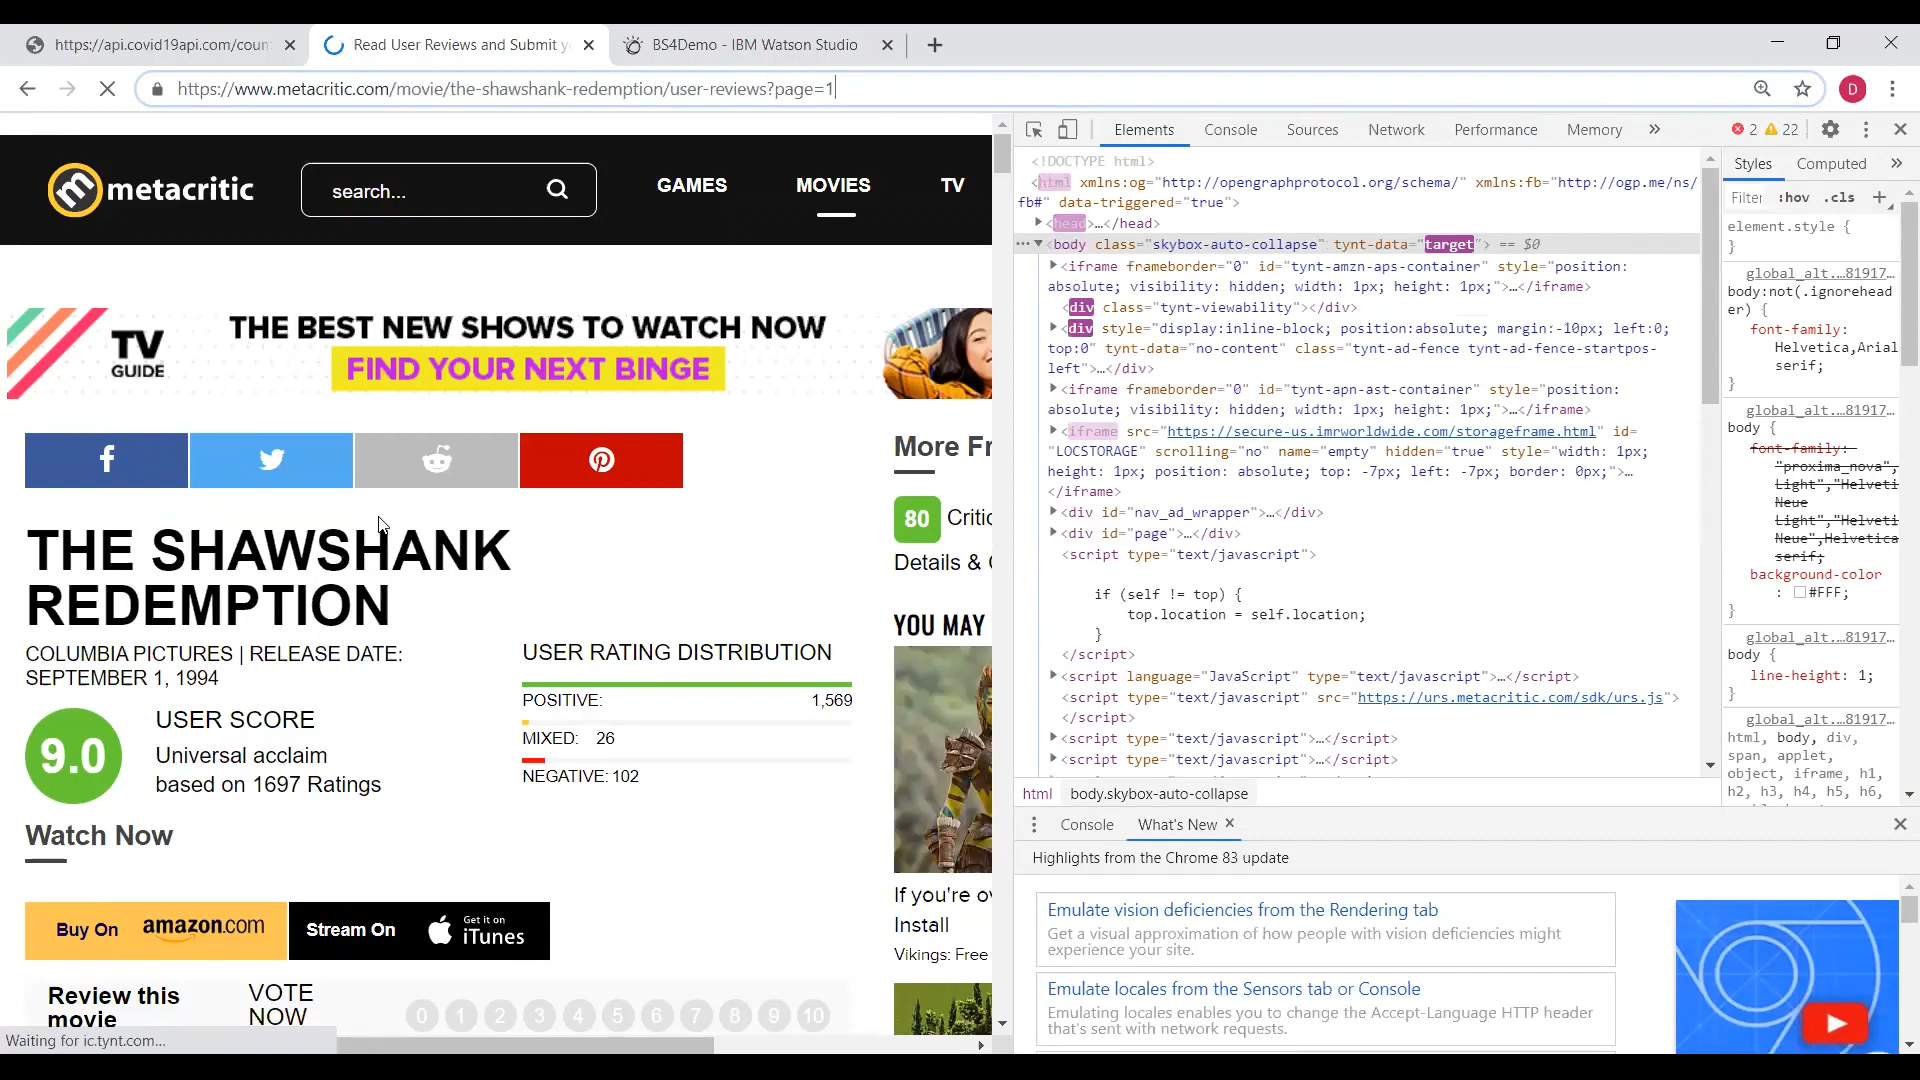 https://api.covid19api.com/coun
Read User Reviews and Submit y
BS4Demo - IBM Watson Studio
https://www.metacritic.com/movie/the-shawshank-redemption/user-reviews?page=1
D
metacritic
search...
GAMES
MOVIES
TV
TV
GUIDE
THE BEST NEW SHOWS TO WATCH NOW
FIND YOUR NEXT BINGE
THE SHAWSHANK
REDEMPTION
COLUMBIA PICTURES | RELEASE DATE:
SEPTEMBER 1, 1994
9.0
USER SCORE
Universal acclaim
based on 1697 Ratings
USER RATING DISTRIBUTION
POSITIVE: 1,569
MIXED: 26
NEGATIVE: 102
Watch Now
Buy On amazon.com
Stream On
Get it on
iTunes
Review this
movie
VOTE
NOW
0 1 2 3 4 5 6 7 8 9 10
Waiting for ic.tynt.com...
More Fr
80 Critic
Details & C
YOU MAY
If you're o
Install
Vikings: Free
Elements Console Sources Network Performance Memory » 2 22
<!DOCTYPE html>
<html xmlns:og="http://opengraphprotocol.org/schema/" xmlns:fb="http://ogp.me/ns/
fb#" data-triggered="true">
<head>…</head>
<body class="skybox-auto-collapse" tynt-data="target"> == $0
<iframe frameborder="0" id="tynt-amzn-aps-container" style="position:
absolute; visibility: hidden; width: 1px; height: 1px;">…</iframe>
<div class="tynt-viewability"></div>
<div style="display:inline-block; position:absolute; margin:-10px; left:0;
top:0" tynt-data="no-content" class="tynt-ad-fence tynt-ad-fence-startpos-
left">…</div>
<iframe frameborder="0" id="tynt-apn-ast-container" style="position:
absolute; visibility: hidden; width: 1px; height: 1px;">…</iframe>
<iframe src="https://secure-us.imrworldwide.com/storageframe.html" id=
"LOCSTORAGE" scrolling="no" name="empty" hidden="true" style="width: 1px;
height: 1px; position: absolute; top: -7px; left: -7px; border: 0px;">…
</iframe>
<div id="nav_ad_wrapper">…</div>
<div id="page">…</div>
<script type="text/javascript">
if (self != top) {
top.location = self.location;
}
</script>
<script language="JavaScript" type="text/javascript">…</script>
<script type="text/javascript" src="https://urs.metacritic.com/sdk/urs.js">
</script>
<script type="text/javascript">…</script>
<script type="text/javascript">…</script>
html body.skybox-auto-collapse
Styles Computed »
Filter :hov .cls +
element.style {
}
global_alt.…81917…
body:not(.ignorehead
er) {
font-family:
Helvetica,Arial
serif;
}
global_alt.…81917…
body {
font-family:
"proxima_nova",
Light","Helveti
Neue
Light","Helveti
Neue",Helvetica
serif;
background-color
: #FFF;
}
global_alt.…81917…
body {
line-height: 1;
}
global_alt.…81917…
html, body, div,
span, applet,
object, iframe, h1,
h2, h3, h4, h5, h6,
Console What's New
Highlights from the Chrome 83 update
Emulate vision deficiencies from the Rendering tab
Get a visual approximation of how people with vision deficiencies might
experience your site.
Emulate locales from the Sensors tab or Console
Emulating locales enables you to change the Accept-Language HTTP header
that's sent with network requests.